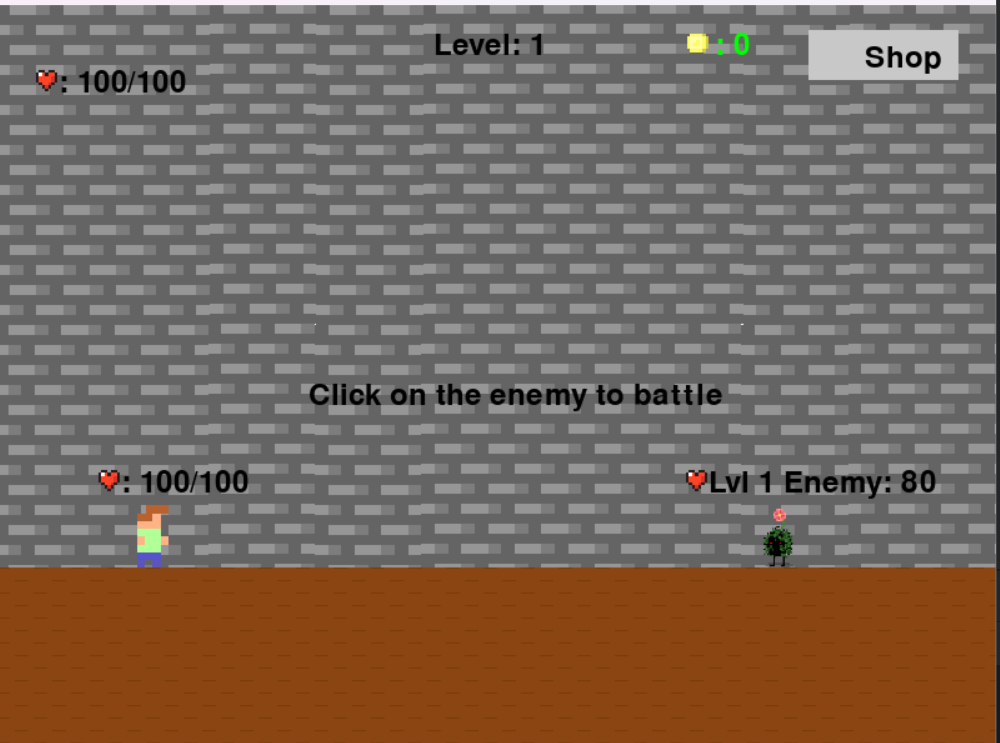 Level: 1
: 0
Shop
: 100/100
Click on the enemy to battle
: 100/100
Lvl 1 Enemy: 80